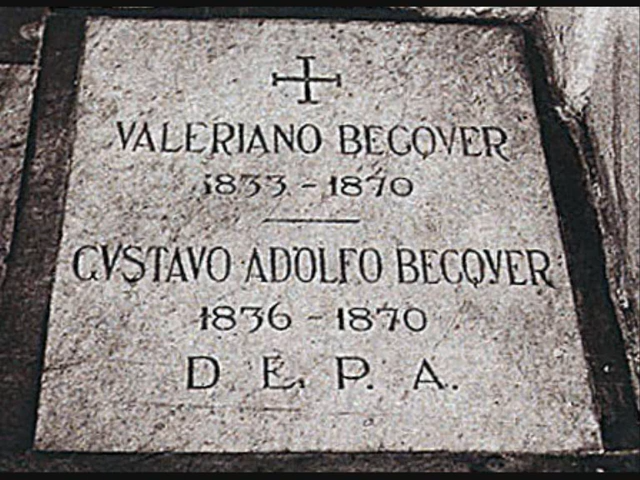 VALERIANO BECQVER
1833 - 1870
GVSTAVO ADOLFO BECQVER
1836 - 1870
D. E. P. A.